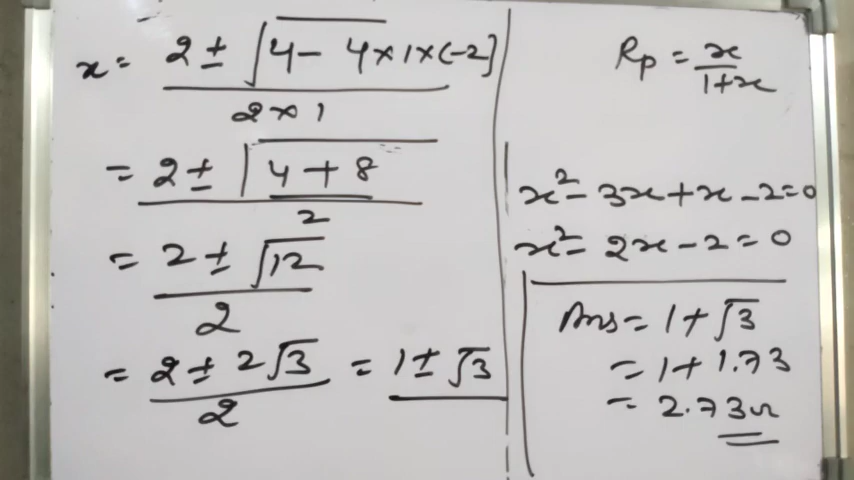 x = 2 ± √4 - 4×1×(-2)
2 × 1
= 2 ± √4 + 8
2
= 2 ± √12
2
= 2 ± 2√3 = 1 ± √3
2
Rp = x
1+x
x² - 3x + x - 2 = 0
x² - 2x - 2 = 0
Ans = 1 + √3
= 1 + 1.73
= 2.73Ω